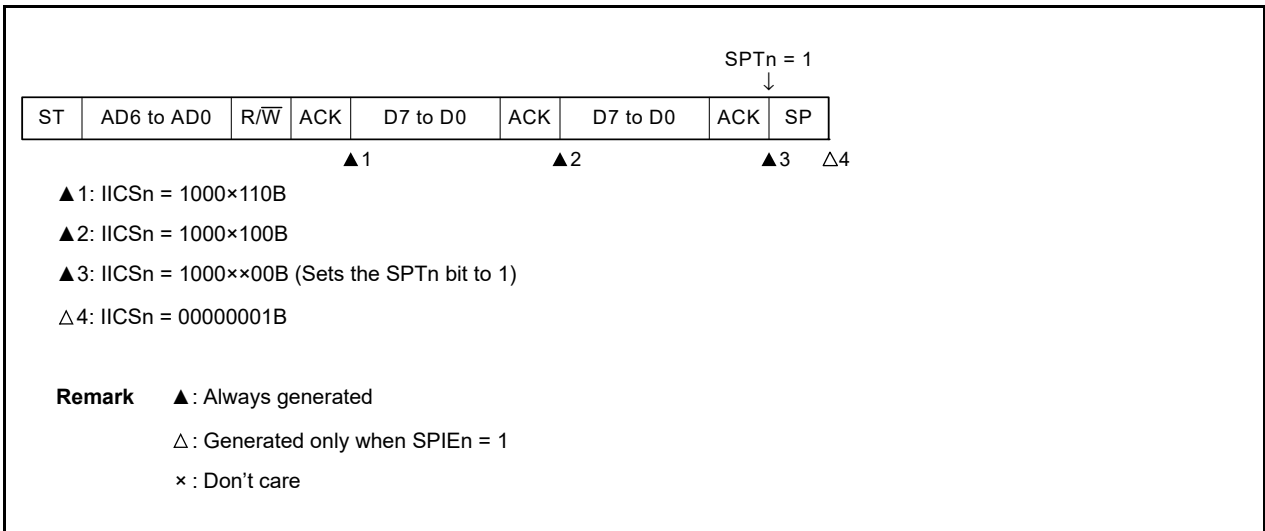 SPTn = 1
↓
ST AD6 to AD0 R/W̅ ACK D7 to D0 ACK D7 to D0 ACK SP
▲1 ▲2 ▲3 △4
▲1: IICSn = 1000×110B
▲2: IICSn = 1000×100B
▲3: IICSn = 1000××00B (Sets the SPTn bit to 1)
△4: IICSn = 00000001B
Remark ▲: Always generated
△: Generated only when SPIEn = 1
×: Don’t care